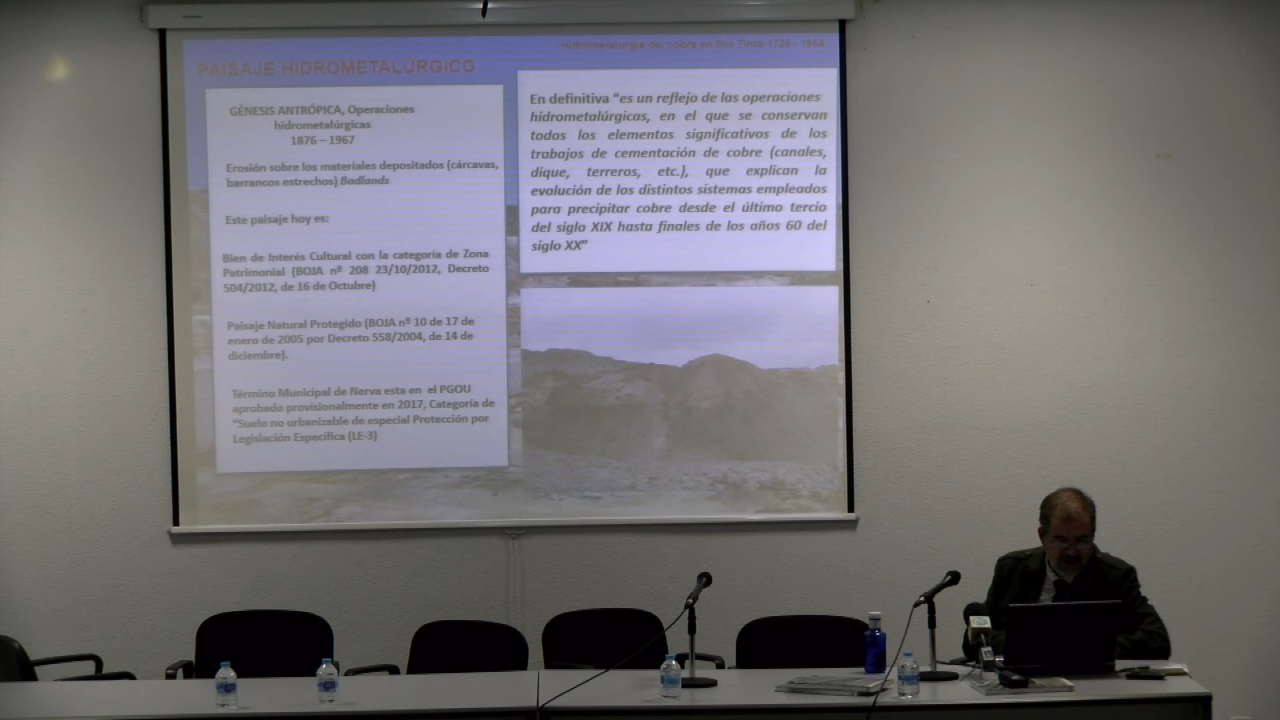 Hidrometalurgia del cobre en Rio Tinto 1725 - 1964
PAISAJE HIDROMETALÚRGICO
GÉNESIS ANTRÓPICA, Operaciones
hidrometalúrgicas
1876 – 1967
Erosión sobre los materiales depositados (cárcavas,
barrancos estrechos) Badlands
Este paisaje hoy es:
Bien de Interés Cultural con la categoría de Zona
Patrimonial (BOJA nº 208 23/10/2012, Decreto
504/2012, de 16 de Octubre)
Paisaje Natural Protegido (BOJA nº 10 de 17 de
enero de 2005 por Decreto 558/2004, de 14 de
diciembre).
Término Municipal de Nerva esta en el PGOU
aprobado provisionalmente en 2017, Categoría de
"Suelo no urbanizable de especial Protección por
Legislación Específica (LE-3)
En definitiva "es un reflejo de las operaciones
hidrometalúrgicas, en el que se conservan
todos los elementos significativos de los
trabajos de cementación de cobre (canales,
dique, terreros, etc.), que explican la
evolución de los distintos sistemas empleados
para precipitar cobre desde el último tercio
del siglo XIX hasta finales de los años 60 del
siglo XX"